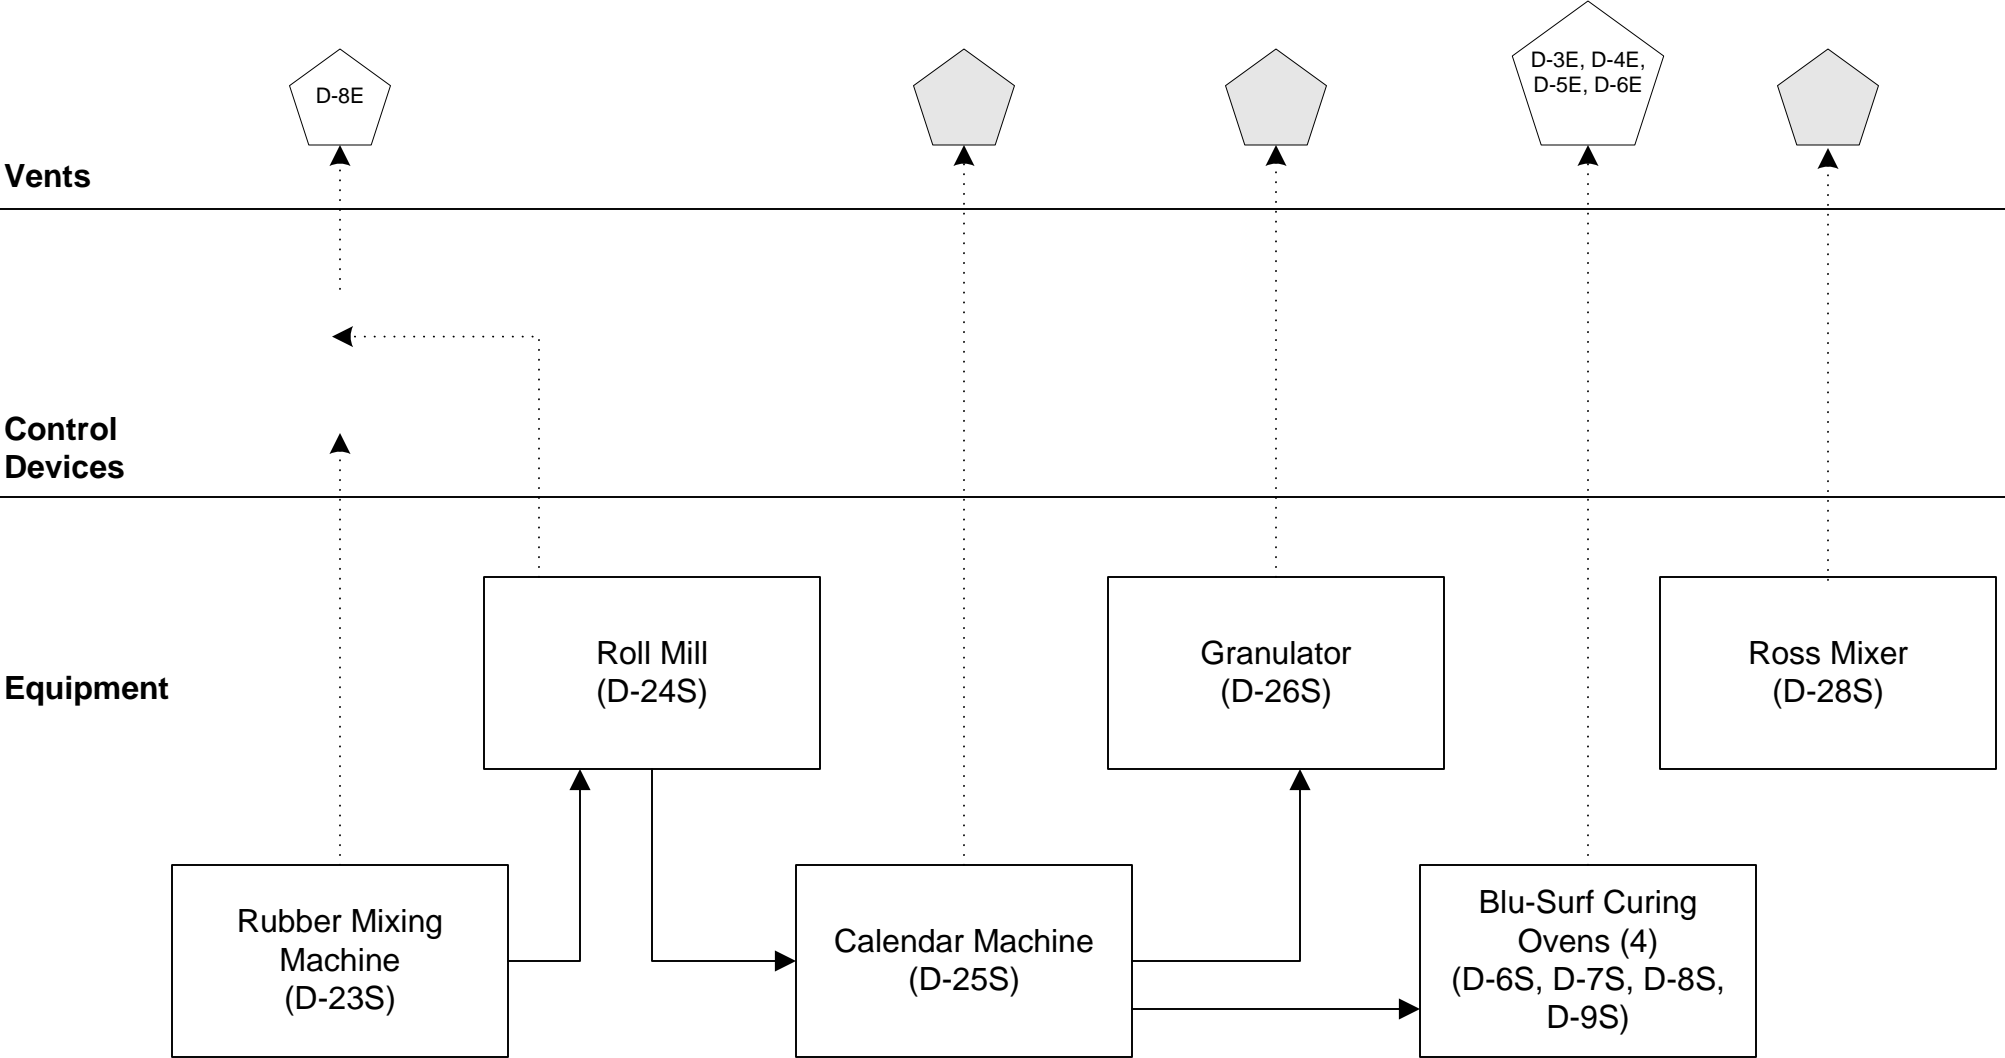 D-8E
D-3E, D-4E,
D-5E, D-6E
Vents
Control
Devices
Equipment
Roll Mill
(D-24S)
Granulator
(D-26S)
Ross Mixer
(D-28S)
Rubber Mixing
Machine
(D-23S)
Calendar Machine
(D-25S)
Blu-Surf Curing
Ovens (4)
(D-6S, D-7S, D-8S,
D-9S)